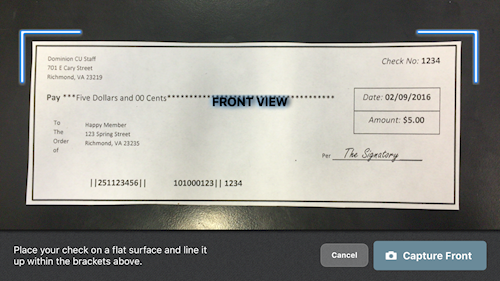 Dominion CU Staff
701 E Cary Street
Richmond, VA 23219
Check No: 1234
Pay ***Five Dollars and 00 Cents****************************************
FRONT VIEW
Date: 02/09/2016
Amount: $5.00
To
The
Order
of
Happy Member
123 Spring Street
Richmond, VA 23235
Per The Signatory
||251123456|| 101000123|| 1234
Place your check on a flat surface and line it
up within the brackets above.
Cancel
Capture Front